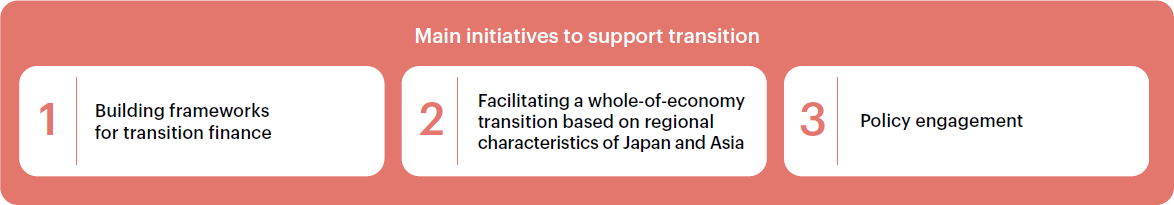 Main initiatives to support transition
1
Building frameworks
for transition finance
2
Facilitating a whole-of-economy
transition based on regional
characteristics of Japan and Asia
3
Policy engagement